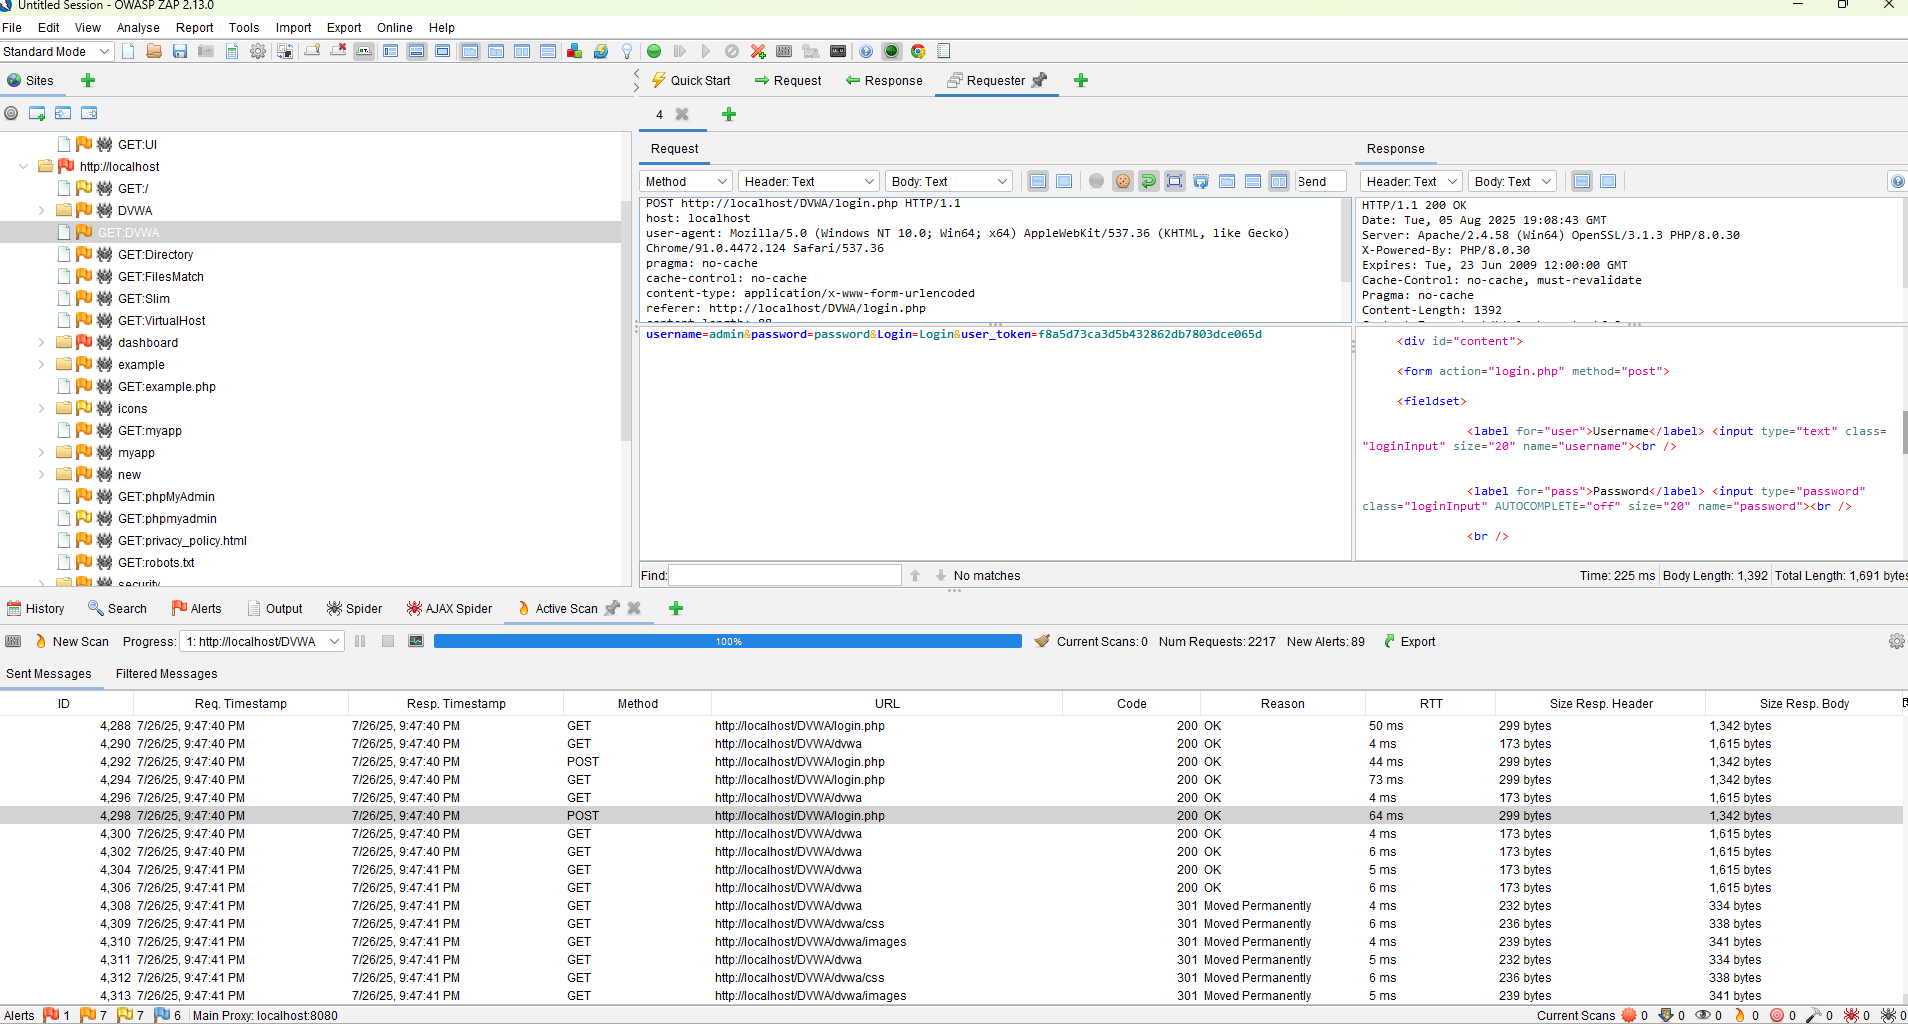 Untitled Session - OWASP ZAP 2.13.0
File Edit View Analyse Report Tools Import Export Online Help
Standard Mode
Sites
Quick Start Request Response Requester
4
Request
Response
Method Header: Text Body: Text Send
Header: Text Body: Text
GET:UI
http://localhost
GET:/
DVWA
GET:DVWA
GET:Directory
GET:FilesMatch
GET:Slim
GET:VirtualHost
dashboard
example
GET:example.php
icons
GET:myapp
myapp
new
GET:phpMyAdmin
GET:phpmyadmin
GET:privacy_policy.html
GET:robots.txt
security
POST http://localhost/DVWA/login.php HTTP/1.1
host: localhost
user-agent: Mozilla/5.0 (Windows NT 10.0; Win64; x64) AppleWebKit/537.36 (KHTML, like Gecko)
Chrome/91.0.4472.124 Safari/537.36
pragma: no-cache
cache-control: no-cache
content-type: application/x-www-form-urlencoded
referer: http://localhost/DVWA/login.php
content-length: 88
username=admin&password=password&Login=Login&user_token=f8a5d73ca3d5b432862db7803dce065d
HTTP/1.1 200 OK
Date: Tue, 05 Aug 2025 19:08:43 GMT
Server: Apache/2.4.58 (Win64) OpenSSL/3.1.3 PHP/8.0.30
X-Powered-By: PHP/8.0.30
Expires: Tue, 23 Jun 2009 12:00:00 GMT
Cache-Control: no-cache, must-revalidate
Pragma: no-cache
Content-Length: 1392
<div id="content">
<form action="login.php" method="post">
<fieldset>
<label for="user">Username</label> <input type="text" class=
"loginInput" size="20" name="username"><br />
<label for="pass">Password</label> <input type="password"
class="loginInput" AUTOCOMPLETE="off" size="20" name="password"><br />
<br />
Find: No matches
Time: 225 ms Body Length: 1,392 Total Length: 1,691 bytes
History Search Alerts Output Spider AJAX Spider Active Scan
New Scan Progress: 1: http://localhost/DVWA 100% Current Scans: 0 Num Requests: 2217 New Alerts: 89 Export
Sent Messages Filtered Messages
ID Req. Timestamp Resp. Timestamp Method URL Code Reason RTT Size Resp. Header Size Resp. Body
4,288 7/26/25, 9:47:40 PM 7/26/25, 9:47:40 PM GET http://localhost/DVWA/login.php 200 OK 50 ms 299 bytes 1,342 bytes
4,290 7/26/25, 9:47:40 PM 7/26/25, 9:47:40 PM GET http://localhost/DVWA/dvwa 200 OK 4 ms 173 bytes 1,615 bytes
4,292 7/26/25, 9:47:40 PM 7/26/25, 9:47:40 PM POST http://localhost/DVWA/login.php 200 OK 44 ms 299 bytes 1,342 bytes
4,294 7/26/25, 9:47:40 PM 7/26/25, 9:47:40 PM GET http://localhost/DVWA/login.php 200 OK 73 ms 299 bytes 1,342 bytes
4,296 7/26/25, 9:47:40 PM 7/26/25, 9:47:40 PM GET http://localhost/DVWA/dvwa 200 OK 4 ms 173 bytes 1,615 bytes
4,298 7/26/25, 9:47:40 PM 7/26/25, 9:47:40 PM POST http://localhost/DVWA/login.php 200 OK 64 ms 299 bytes 1,342 bytes
4,300 7/26/25, 9:47:40 PM 7/26/25, 9:47:40 PM GET http://localhost/DVWA/dvwa 200 OK 4 ms 173 bytes 1,615 bytes
4,302 7/26/25, 9:47:40 PM 7/26/25, 9:47:40 PM GET http://localhost/DVWA/dvwa 200 OK 6 ms 173 bytes 1,615 bytes
4,304 7/26/25, 9:47:41 PM 7/26/25, 9:47:41 PM GET http://localhost/DVWA/dvwa 200 OK 5 ms 173 bytes 1,615 bytes
4,306 7/26/25, 9:47:41 PM 7/26/25, 9:47:41 PM GET http://localhost/DVWA/dvwa 200 OK 6 ms 173 bytes 1,615 bytes
4,308 7/26/25, 9:47:41 PM 7/26/25, 9:47:41 PM GET http://localhost/DVWA/dvwa 301 Moved Permanently 4 ms 232 bytes 334 bytes
4,309 7/26/25, 9:47:41 PM 7/26/25, 9:47:41 PM GET http://localhost/DVWA/dvwa/css 301 Moved Permanently 6 ms 236 bytes 338 bytes
4,310 7/26/25, 9:47:41 PM 7/26/25, 9:47:41 PM GET http://localhost/DVWA/dvwa/images 301 Moved Permanently 4 ms 239 bytes 341 bytes
4,311 7/26/25, 9:47:41 PM 7/26/25, 9:47:41 PM GET http://localhost/DVWA/dvwa 301 Moved Permanently 5 ms 232 bytes 334 bytes
4,312 7/26/25, 9:47:41 PM 7/26/25, 9:47:41 PM GET http://localhost/DVWA/dvwa/css 301 Moved Permanently 6 ms 236 bytes 338 bytes
4,313 7/26/25, 9:47:41 PM 7/26/25, 9:47:41 PM GET http://localhost/DVWA/dvwa/images 301 Moved Permanently 5 ms 239 bytes 341 bytes
Alerts 1 7 7 6 Main Proxy: localhost:8080 Current Scans 0 0 0 0 0 0 0 0